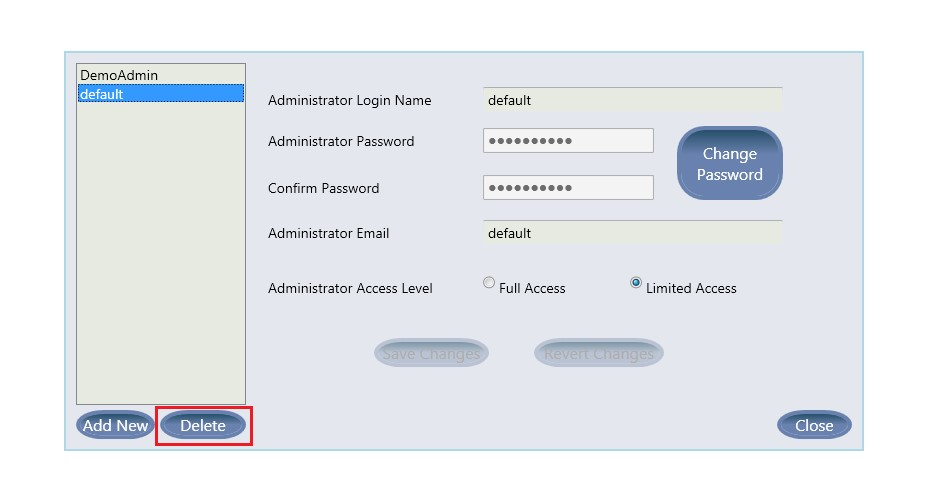 DemoAdmin
default
Administrator Login Name default
Administrator Password ●●●●●●●●●●
Change
Password
Confirm Password ●●●●●●●●●●
Administrator Email default
Administrator Access Level Full Access Limited Access
Save Changes Revert Changes
Add New Delete Close